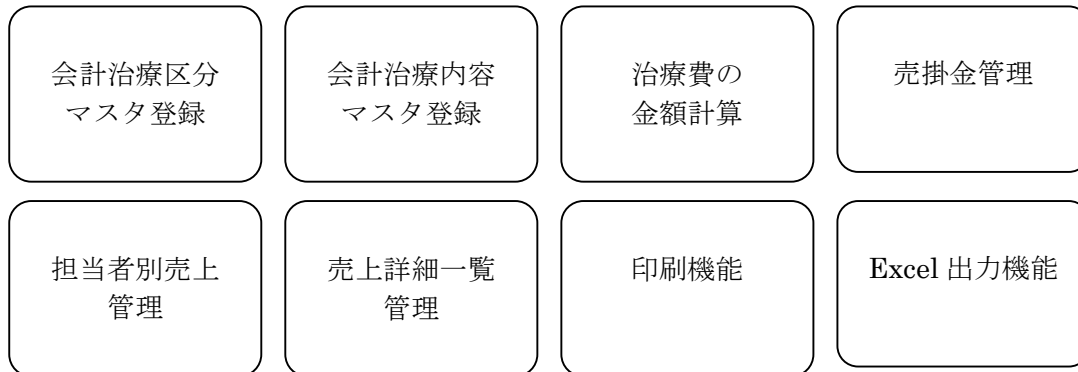 会計治療区分
マスタ登録
会計治療内容
マスタ登録
治療費の
金額計算
売掛金管理
担当者別売上
管理
売上詳細一覧
管理
印刷機能
Excel 出力機能